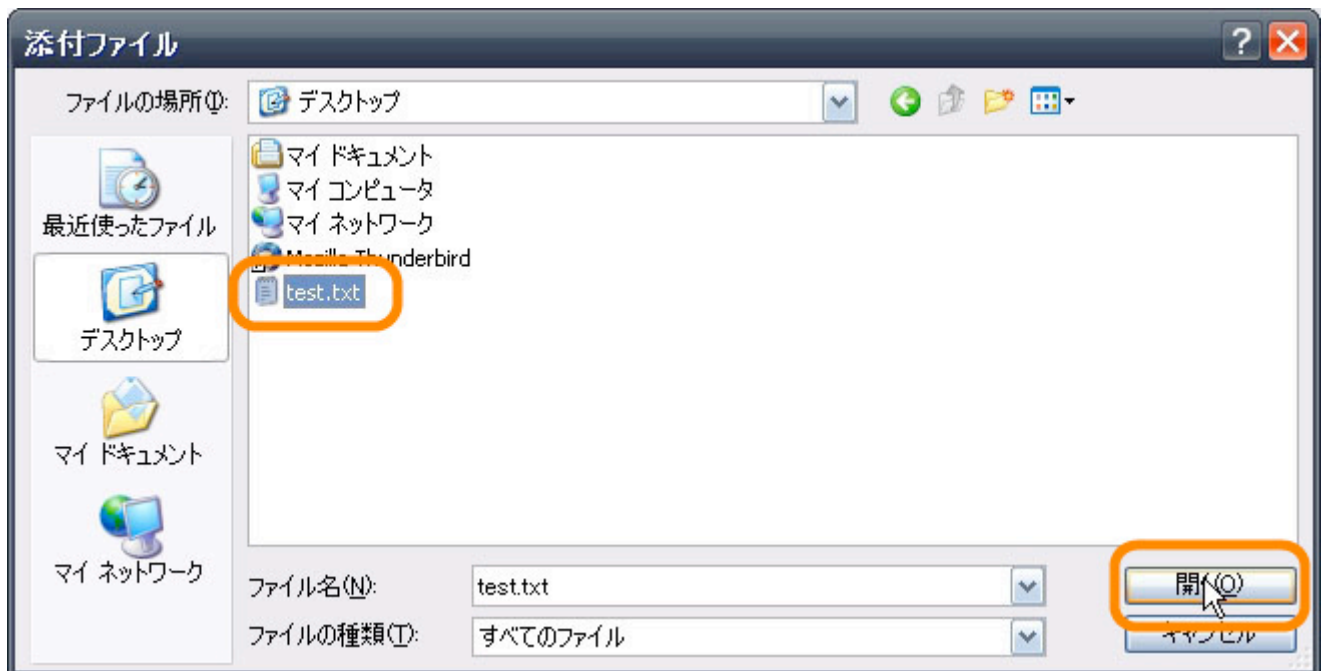 添付ファイル
ファイルの場所(I):
デスクトップ
最近使ったファイル
デスクトップ
マイ ドキュメント
マイ ネットワーク
マイ ドキュメント
マイ コンピュータ
マイ ネットワーク
Mozilla Thunderbird
test.txt
ファイル名(N):
test.txt
開く(O)
ファイルの種類(T):
すべてのファイル
キャンセル